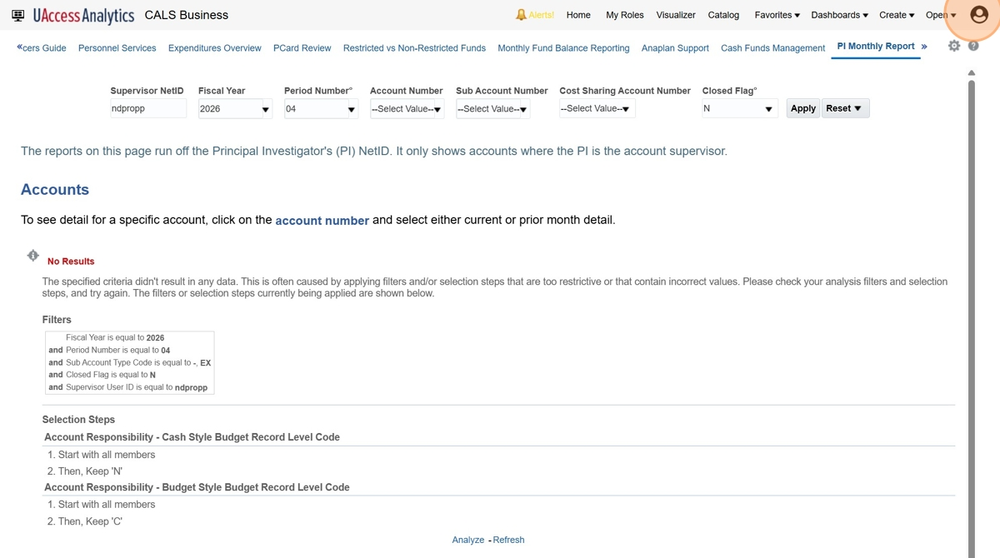 UAccess Analytics CALS Business Alerts! Home My Roles Visualizer Catalog Favorites Dashboards Create Open
«cers Guide Personnel Services Expenditures Overview PCard Review Restricted vs Non-Restricted Funds Monthly Fund Balance Reporting Anaplan Support Cash Funds Management PI Monthly Report »
Supervisor NetID Fiscal Year Period Number° Account Number Sub Account Number Cost Sharing Account Number Closed Flag°
ndpropp 2026 04 --Select Value-- --Select Value-- --Select Value-- N Apply Reset
The reports on this page run off the Principal Investigator's (PI) NetID. It only shows accounts where the PI is the account supervisor.
Accounts
To see detail for a specific account, click on the account number and select either current or prior month detail.
No Results
The specified criteria didn't result in any data. This is often caused by applying filters and/or selection steps that are too restrictive or that contain incorrect values. Please check your analysis filters and selection
steps, and try again. The filters or selection steps currently being applied are shown below.
Filters
Fiscal Year is equal to 2026
and Period Number is equal to 04
and Sub Account Type Code is equal to -, EX
and Closed Flag is equal to N
and Supervisor User ID is equal to ndpropp
Selection Steps
Account Responsibility - Cash Style Budget Record Level Code
1. Start with all members
2. Then, Keep 'N'
Account Responsibility - Budget Style Budget Record Level Code
1. Start with all members
2. Then, Keep 'C'
Analyze - Refresh